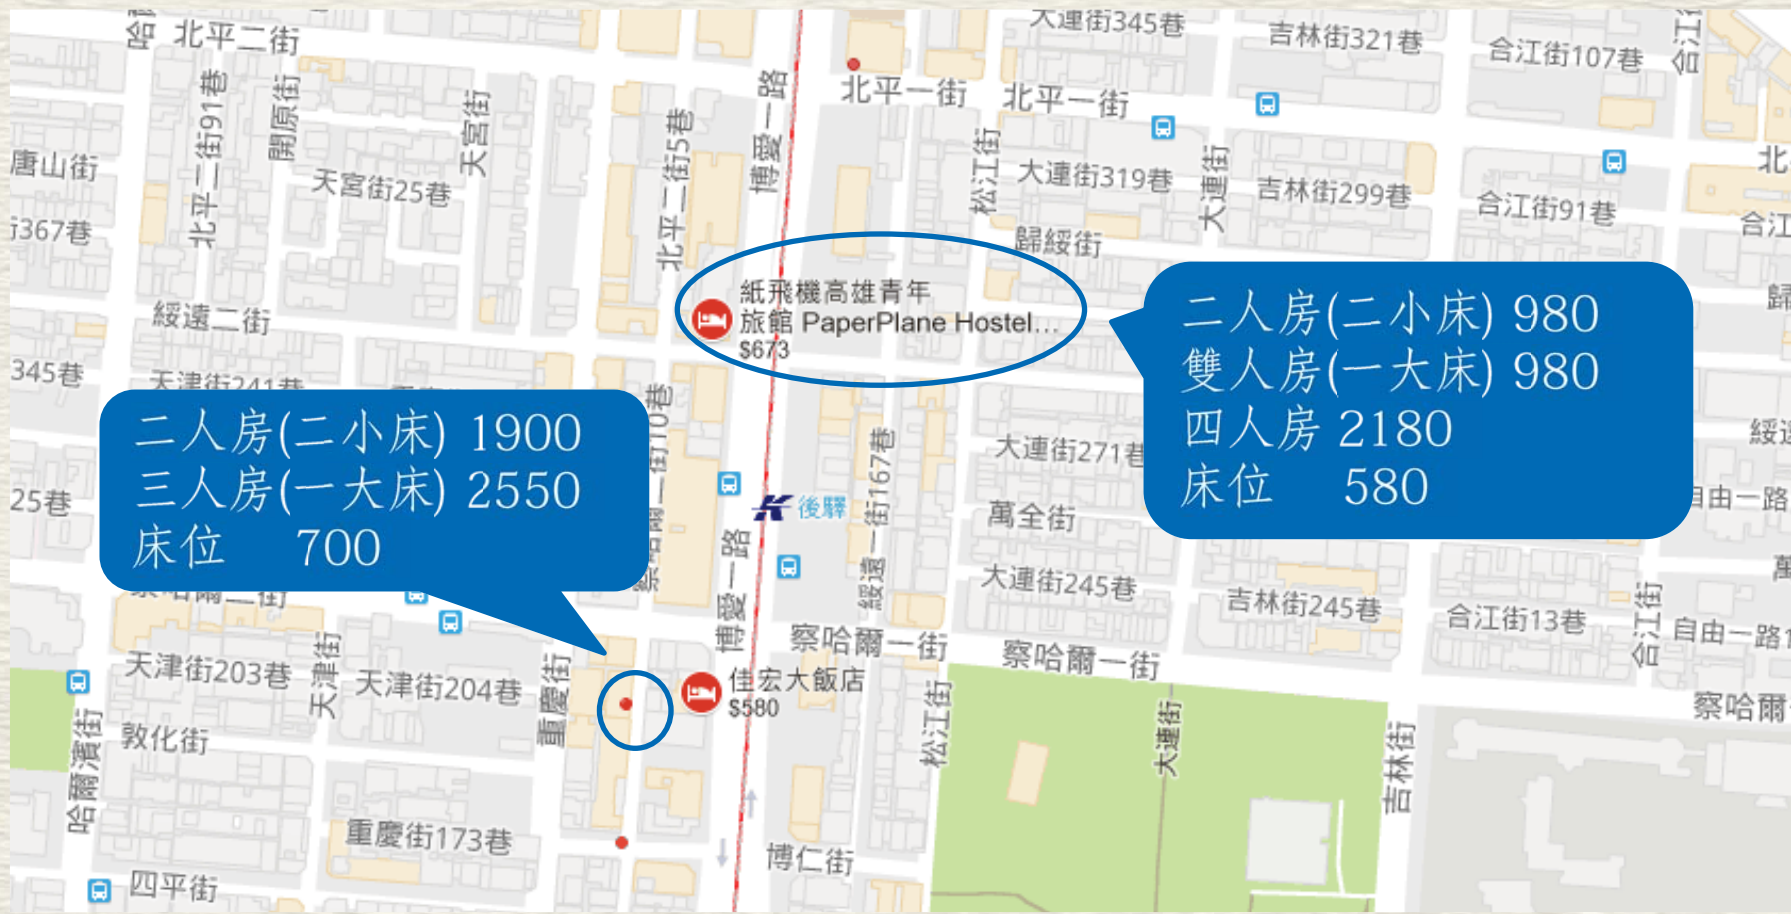 大連街345巷
吉林街321巷
合江街107巷
北平二街
北平一街
北平一街
北平二街91巷
開原街
天宮街
天宮街25巷
唐山街
北平二街5巷
博愛一路
松江街
大連街319巷
大連街
吉林街299巷
合江街91巷
歸綏街
367巷
紙飛機高雄青年
旅館 PaperPlane Hostel...
$673
二人房(二小床) 980
雙人房(一大床) 980
四人房 2180
床位 580
綏遠二街
345巷
天津街241巷
二人房(二小床) 1900
三人房(一大床) 2550
床位 700
25巷
大連街271巷
萬全街
後驛
綏遠一街167巷
博愛一路
大連街245巷
吉林街245巷
合江街13巷
合江街
自由一路
自由一路1
察哈爾一街
察哈爾一街
察哈爾
天津街203巷
天津街
天津街204巷
重慶街
佳宏大飯店
$580
敦化街
哈爾濱街
松江街
大連街
吉林街
重慶街173巷
博仁街
四平街